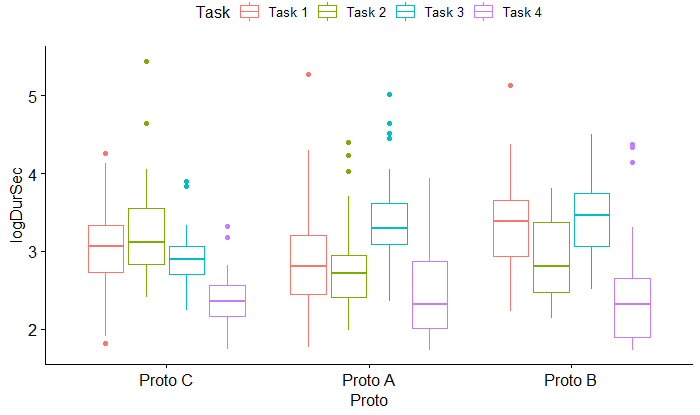 Task Task 1 Task 2 Task 3 Task 4
logDurSec
5
4
3
2
Proto C Proto A Proto B
Proto